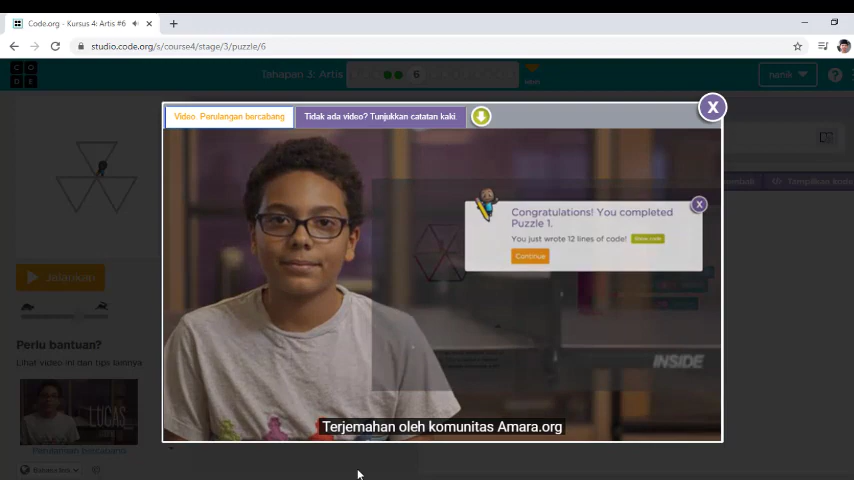 Code.org - Kursus 4: Artis #6
studio.code.org/s/course4/stage/3/puzzle/6
C O
D E
Tahapan 3: Artis
6
nanik
?
Video. Perulangan bercabang
Tidak ada video? Tunjukkan catatan kaki.
X
Tampilkan kode
Congratulations! You completed
Puzzle 1.
You just wrote 12 lines of code!
Continue
Jalankan
Perlu bantuan?
Lihat video ini dan tips lainnya
LUCAS
Perulangan bercabang
INSIDE
Terjemahan oleh komunitas Amara.org